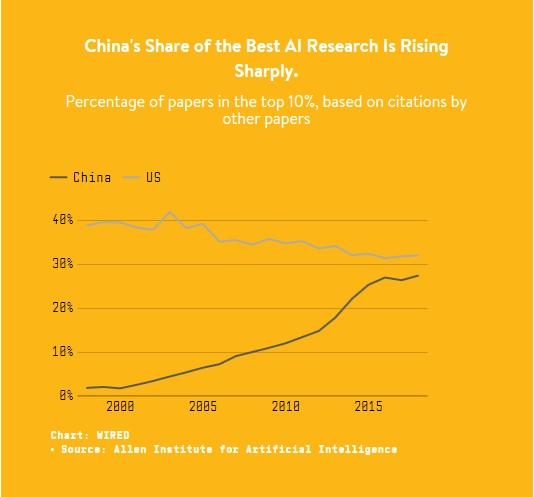 China's Share of the Best AI Research Is Rising
Sharply.
Percentage of papers in the top 10%, based on citations by
other papers
China US
40%
30%
20%
10%
0%
2000 2005 2010 2015
Chart: WIRED
• Source: Allen Institute for Artificial Intelligence